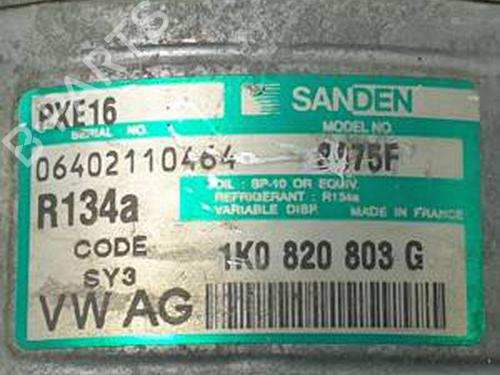 PXE16
SANDEN
SERIAL NO.
MODEL NO.
06402110464
R134a
OIL : SP-10 OR EQUIV.
REFRIGERANT : R134a
VARIABLE DISP. MADE IN FRANCE
CODE
1K0 820 803 G
SY3
VW AG